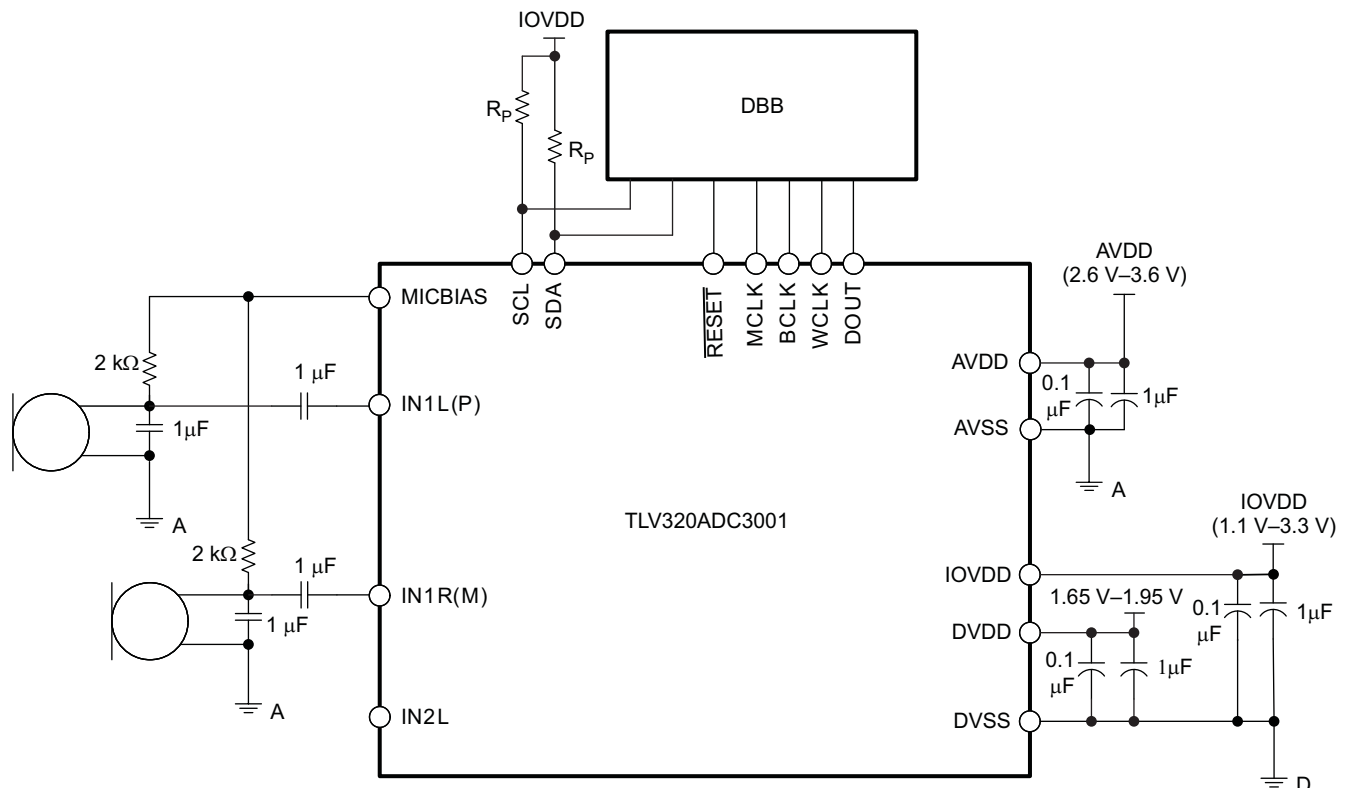 IOVDD
R_P
R_P
DBB
SCL
SDA
RESET
MCLK
BCLK
WCLK
DOUT
AVDD
(2.6 V–3.6 V)
MICBIAS
2 kΩ
1 μF
IN1L(P)
1μF
A
AVDD
0.1
μF
1μF
AVSS
A
TLV320ADC3001
IOVDD
(1.1 V–3.3 V)
2 kΩ
1 μF
IN1R(M)
1 μF
A
IOVDD
1.65 V–1.95 V
0.1
μF
1μF
DVDD
0.1
μF
1μF
IN2L
DVSS
D